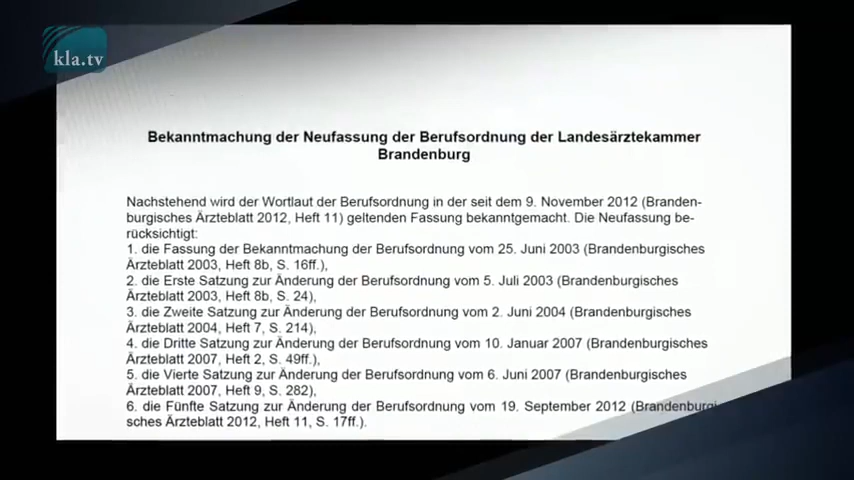 kla.tv
Bekanntmachung der Neufassung der Berufsordnung der Landesärztekammer
Brandenburg
Nachstehend wird der Wortlaut der Berufsordnung in der seit dem 9. November 2012 (Branden-
burgisches Ärzteblatt 2012, Heft 11) geltenden Fassung bekanntgemacht. Die Neufassung be-
rücksichtigt:
1. die Fassung der Bekanntmachung der Berufsordnung vom 25. Juni 2003 (Brandenburgisches
Ärzteblatt 2003, Heft 8b, S. 16ff.),
2. die Erste Satzung zur Änderung der Berufsordnung vom 5. Juli 2003 (Brandenburgisches
Ärzteblatt 2003, Heft 8b, S. 24),
3. die Zweite Satzung zur Änderung der Berufsordnung vom 2. Juni 2004 (Brandenburgisches
Ärzteblatt 2004, Heft 7, S. 214),
4. die Dritte Satzung zur Änderung der Berufsordnung vom 10. Januar 2007 (Brandenburgisches
Ärzteblatt 2007, Heft 2, S. 49ff.),
5. die Vierte Satzung zur Änderung der Berufsordnung vom 6. Juni 2007 (Brandenburgisches
Ärzteblatt 2007, Heft 9, S. 282),
6. die Fünfte Satzung zur Änderung der Berufsordnung vom 19. September 2012 (Brandenburgi-
sches Ärzteblatt 2012, Heft 11, S. 17ff.).